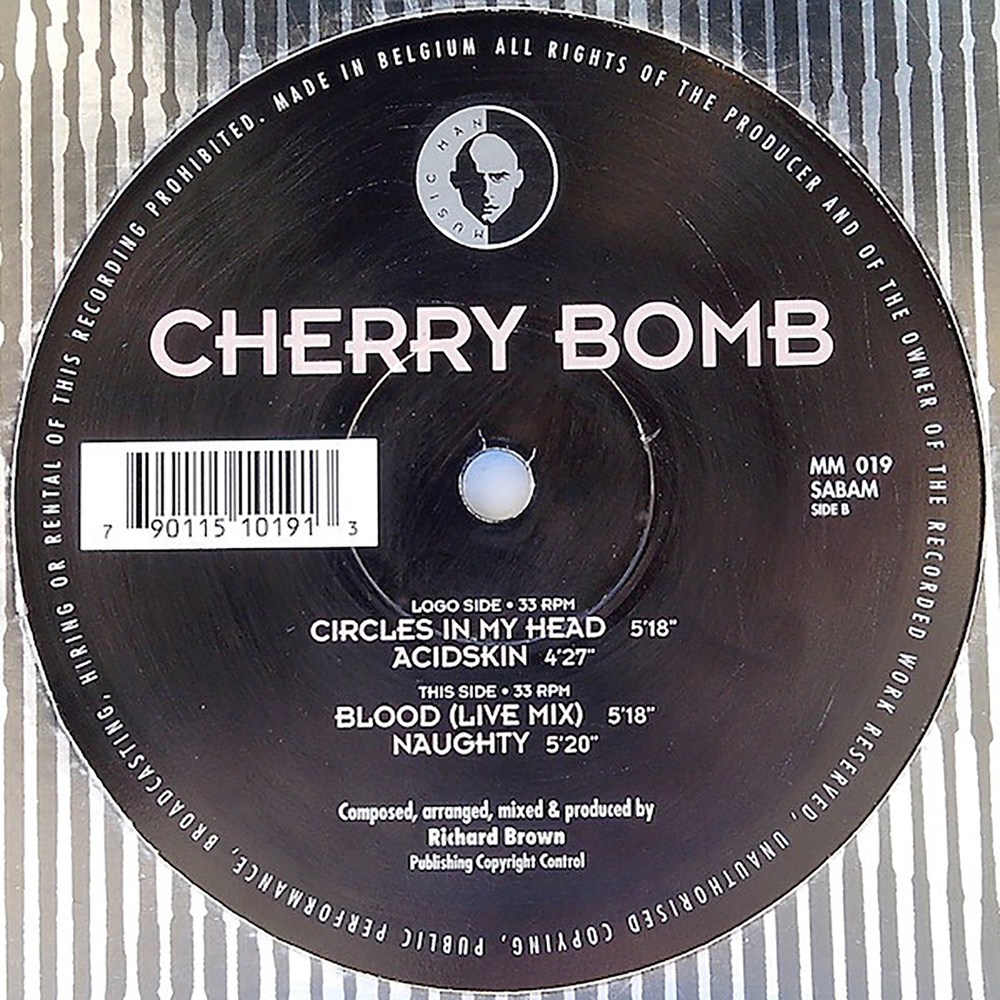 MADE IN BELGIUM ALL RIGHTS OF THE PRODUCER AND OF THE OWNER OF THE RECORDED WORK RESERVED, UNAUTHORISED COPYING, PUBLIC PERFORMANCE, BROADCASTING, HIRING OR RENTAL OF THIS RECORDING PROHIBITED.
MUSIC MAN
CHERRY BOMB
7 90115 10191 3
MM 019
SABAM
SIDE B
LOGO SIDE • 33 RPM
CIRCLES IN MY HEAD 5'18"
ACIDSKIN 4'27"
THIS SIDE • 33 RPM
BLOOD (LIVE MIX) 5'18"
NAUGHTY 5'20"
Composed, arranged, mixed & produced by
Richard Brown
Publishing Copyright Control